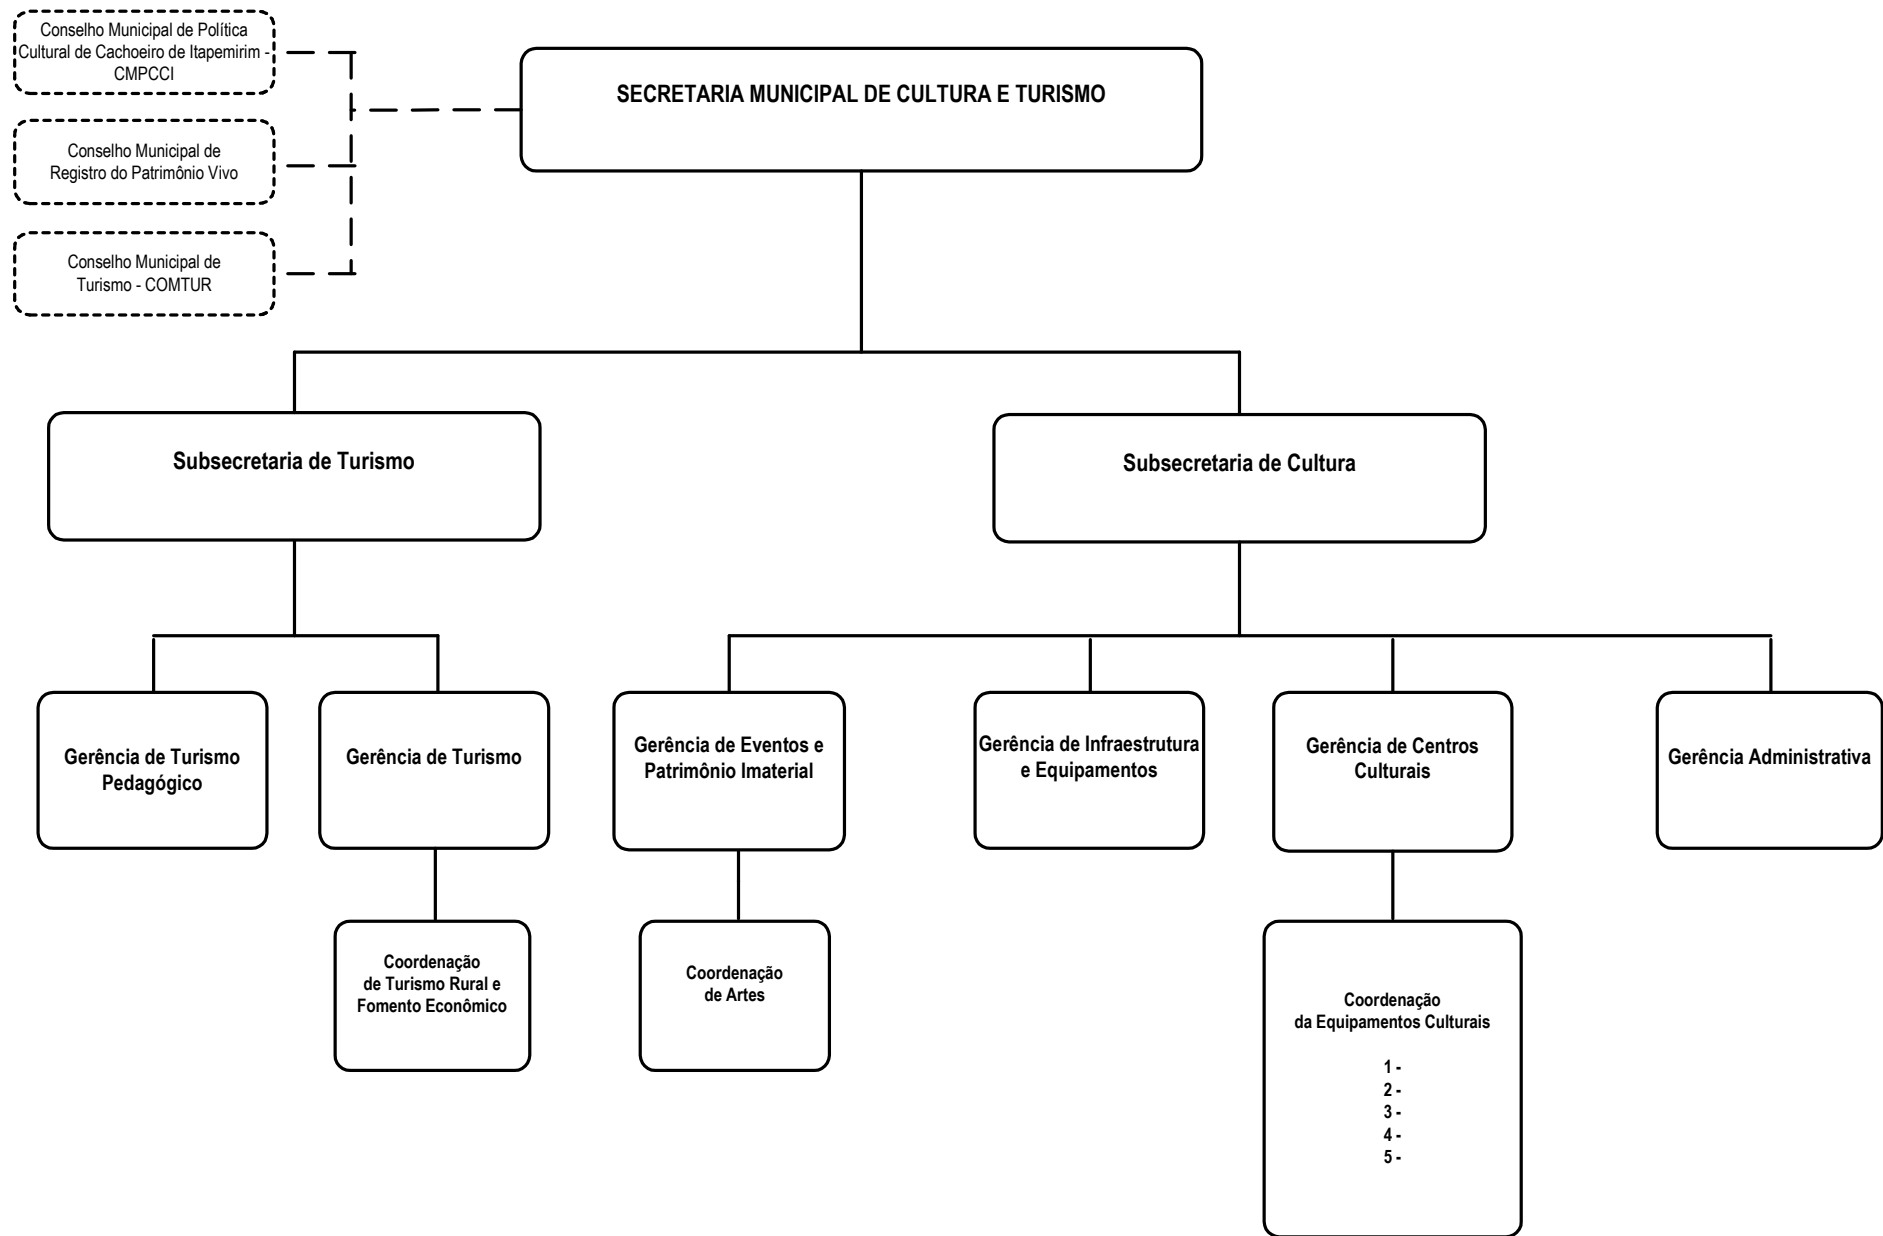 Conselho Municipal de Política
Cultural de Cachoeiro de Itapemirim -
CMPCCI
SECRETARIA MUNICIPAL DE CULTURA E TURISMO
Conselho Municipal de
Registro do Patrimônio Vivo
Conselho Municipal de
Turismo - COMTUR
Subsecretaria de Turismo
Subsecretaria de Cultura
Gerência de Turismo
Pedagógico
Gerência de Turismo
Gerência de Eventos e
Patrimônio Imaterial
Gerência de Infraestrutura
e Equipamentos
Gerência de Centros
Culturais
Gerência Administrativa
Coordenação
de Turismo Rural e
Fomento Econômico
Coordenação
de Artes
Coordenação
da Equipamentos Culturais
1 -
2 -
3 -
4 -
5 -